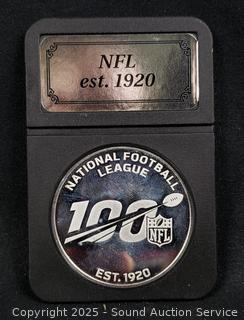 NFL
est. 1920
NATIONAL FOOTBALL
LEAGUE
100
NFL
EST. 1920
Copyright © 2025 - Sound Auction Service